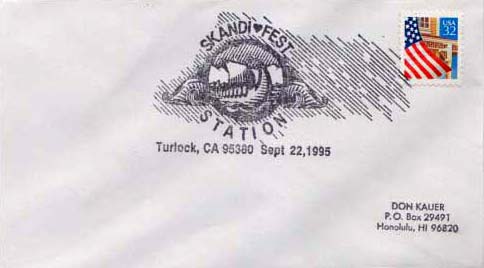 SKANDI♥FEST
STATION
Turlock, CA 95380 Sept 22,1995
USA
32
DON KAUER
P.O. Box 29491
Honolulu, HI 96820